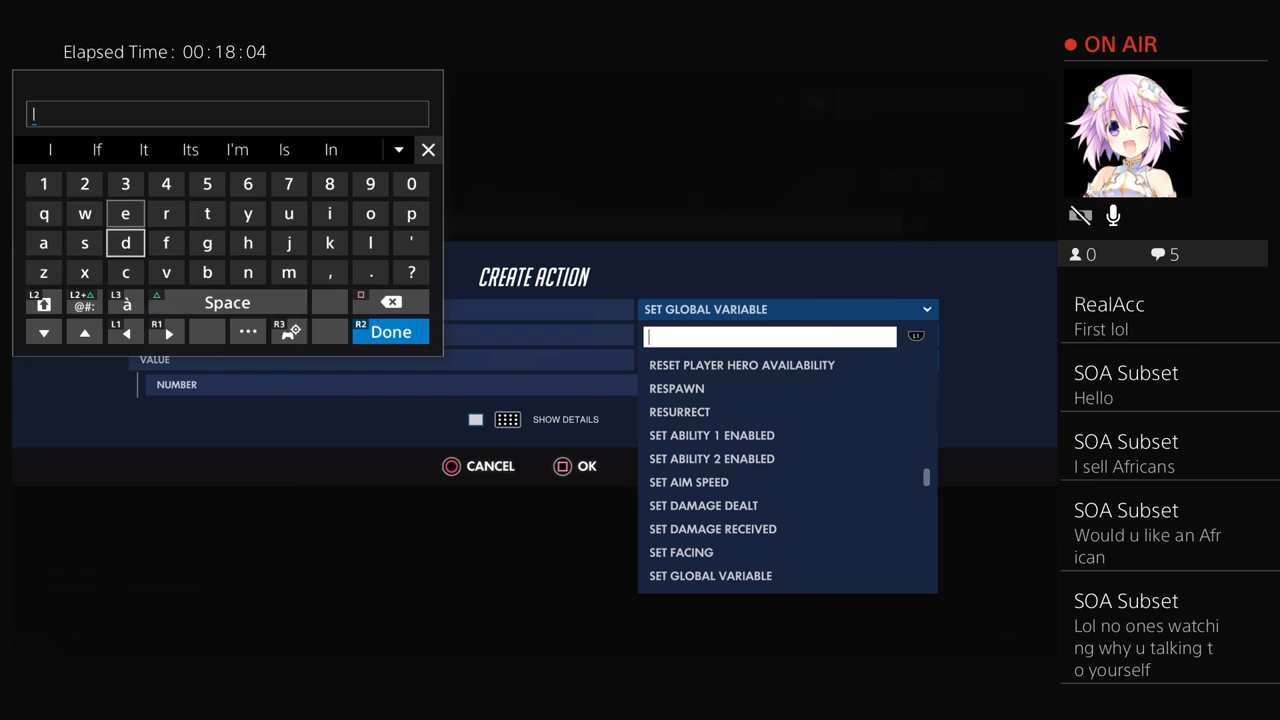 Elapsed Time: 00:18:04
I If It Its I'm Is In
1 2 3 4 5 6 7 8 9 0
q w e r t y u i o p
a s d f g h j k l '
z x c v b n m , . ?
L2 L2+△ @#: L3 à △ Space □
L1 R1 ... R3 R2 Done
CREATE ACTION
SET GLOBAL VARIABLE
L1
VALUE
NUMBER
RESET PLAYER HERO AVAILABILITY
RESPAWN
RESURRECT
SET ABILITY 1 ENABLED
SET ABILITY 2 ENABLED
SET AIM SPEED
SET DAMAGE DEALT
SET DAMAGE RECEIVED
SET FACING
SET GLOBAL VARIABLE
SHOW DETAILS
CANCEL OK
ON AIR
0 5
RealAcc
First lol
SOA Subset
Hello
SOA Subset
I sell Africans
SOA Subset
Would u like an Afr
ican
SOA Subset
Lol no ones watchi
ng why u talking t
o yourself